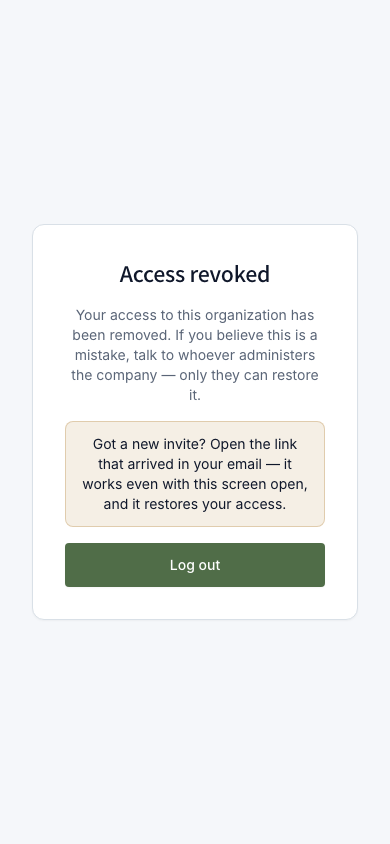 Access revoked
Your access to this organization has
been removed. If you believe this is a
mistake, talk to whoever administers
the company — only they can restore
it.
Got a new invite? Open the link
that arrived in your email — it
works even with this screen open,
and it restores your access.
Log out